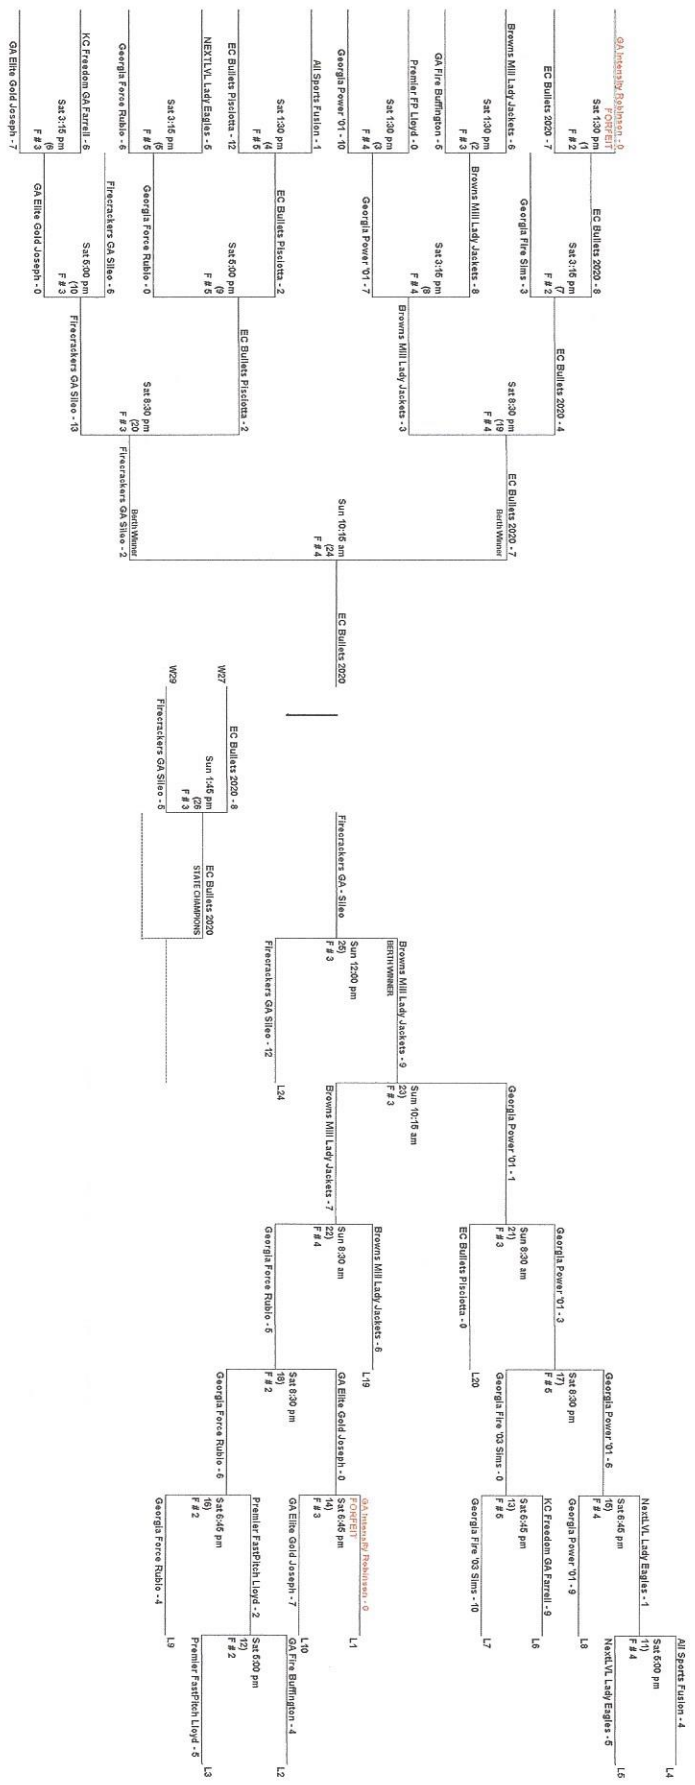 GA Intensity Robinson - 0
FORFEIT
Sat 1:30 pm
(1
F # 2
EC Bullets 2020 - 7
Browns Mill Lady Jackets - 6
Sat 1:30 pm
(2
F # 3
GA Fire Buffington - 5
Premier FP Lloyd - 0
Sat 1:30 pm
(3
F # 4
Georgia Power '01 - 10
All Sports Fusion - 1
Sat 1:30 pm
(4
F # 5
EC Bullets Pisciotta - 12
NEXTLVL Lady Eagles - 5
Sat 3:15 pm
(5
F # 5
Georgia Force Rubio - 6
KC Freedom GA Farrell - 6
Sat 3:15 pm
(6
F # 3
GA Elite Gold Joseph - 7
EC Bullets 2020 - 8
Sat 3:15 pm
(7
F # 2
Georgia Fire Sims - 3
Browns Mill Lady Jackets - 8
Sat 3:15 pm
(8
F # 4
Georgia Power '01 - 7
EC Bullets Pisciotta - 2
Sat 5:00 pm
(9
F # 5
Georgia Force Rubio - 0
Firecrackers GA Sileo - 6
Sat 5:00 pm
(10
F # 3
GA Elite Gold Joseph - 0
EC Bullets 2020 - 4
Sat 8:30 pm
(19
F # 4
Browns Mill Lady Jackets - 3
EC Bullets Pisciotta - 2
Sat 8:30 pm
(20
F # 3
Firecrackers GA Sileo - 13
EC Bullets 2020 - 7
Berth Winner
Sun 10:15 am
(24
F # 4
Berth Winner
Firecrackers GA Sileo - 2
EC Bullets 2020
W27
EC Bullets 2020 - 8
Sun 1:45 pm
(26
F # 3
W29
Firecrackers GA Sileo - 5
EC Bullets 2020
STATE CHAMPIONS
Firecrackers GA - Sileo
Browns Mill Lady Jackets - 9
BERTH WINNER
Sun 12:00 pm
25)
F # 3
Firecrackers GA Sileo - 12
L24
Georgia Power '01 - 1
Sum 10:15 am
23)
F # 3
Browns Mill Lady Jackets - 7
Georgia Power '01 - 3
Sun 8:30 am
21)
F # 3
EC Bullets Pisciotta - 0
L20
Browns Mill Lady Jackets - 6
L19
Sun 8:30 am
22)
F # 4
Georgia Force Rubio - 5
Georgia Power '01 - 6
Sat 8:30 pm
17)
F # 5
Georgia Fire '03 Sims - 0
GA Elite Gold Joseph - 0
Sat 8:30 pm
18)
F # 2
Georgia Force Rubio - 6
NextLVL Lady Eagles - 1
Sat 6:45 pm
15)
F # 4
Georgia Power '01 - 9
L8
KC Freedom GA Farrell - 9
L6
Sat 6:45 pm
13)
F # 5
Georgia Fire '03 Sims - 10
L7
GA Intensity Robinson - 0
FORFEIT
L1
Sat 6:45 pm
14)
F # 3
GA Elite Gold Joseph - 7
L10
Premier FastPitch Lloyd - 2
Sat 6:45 pm
16)
F # 2
Georgia Force Rubio - 4
L9
All Sports Fusion - 4
L4
Sat 5:00 pm
11)
F # 4
NextLVL Lady Eagles - 5
L5
GA Fire Buffington - 4
L2
Sat 5:00 pm
12)
F # 2
Premier FastPitch Lloyd - 5
L3